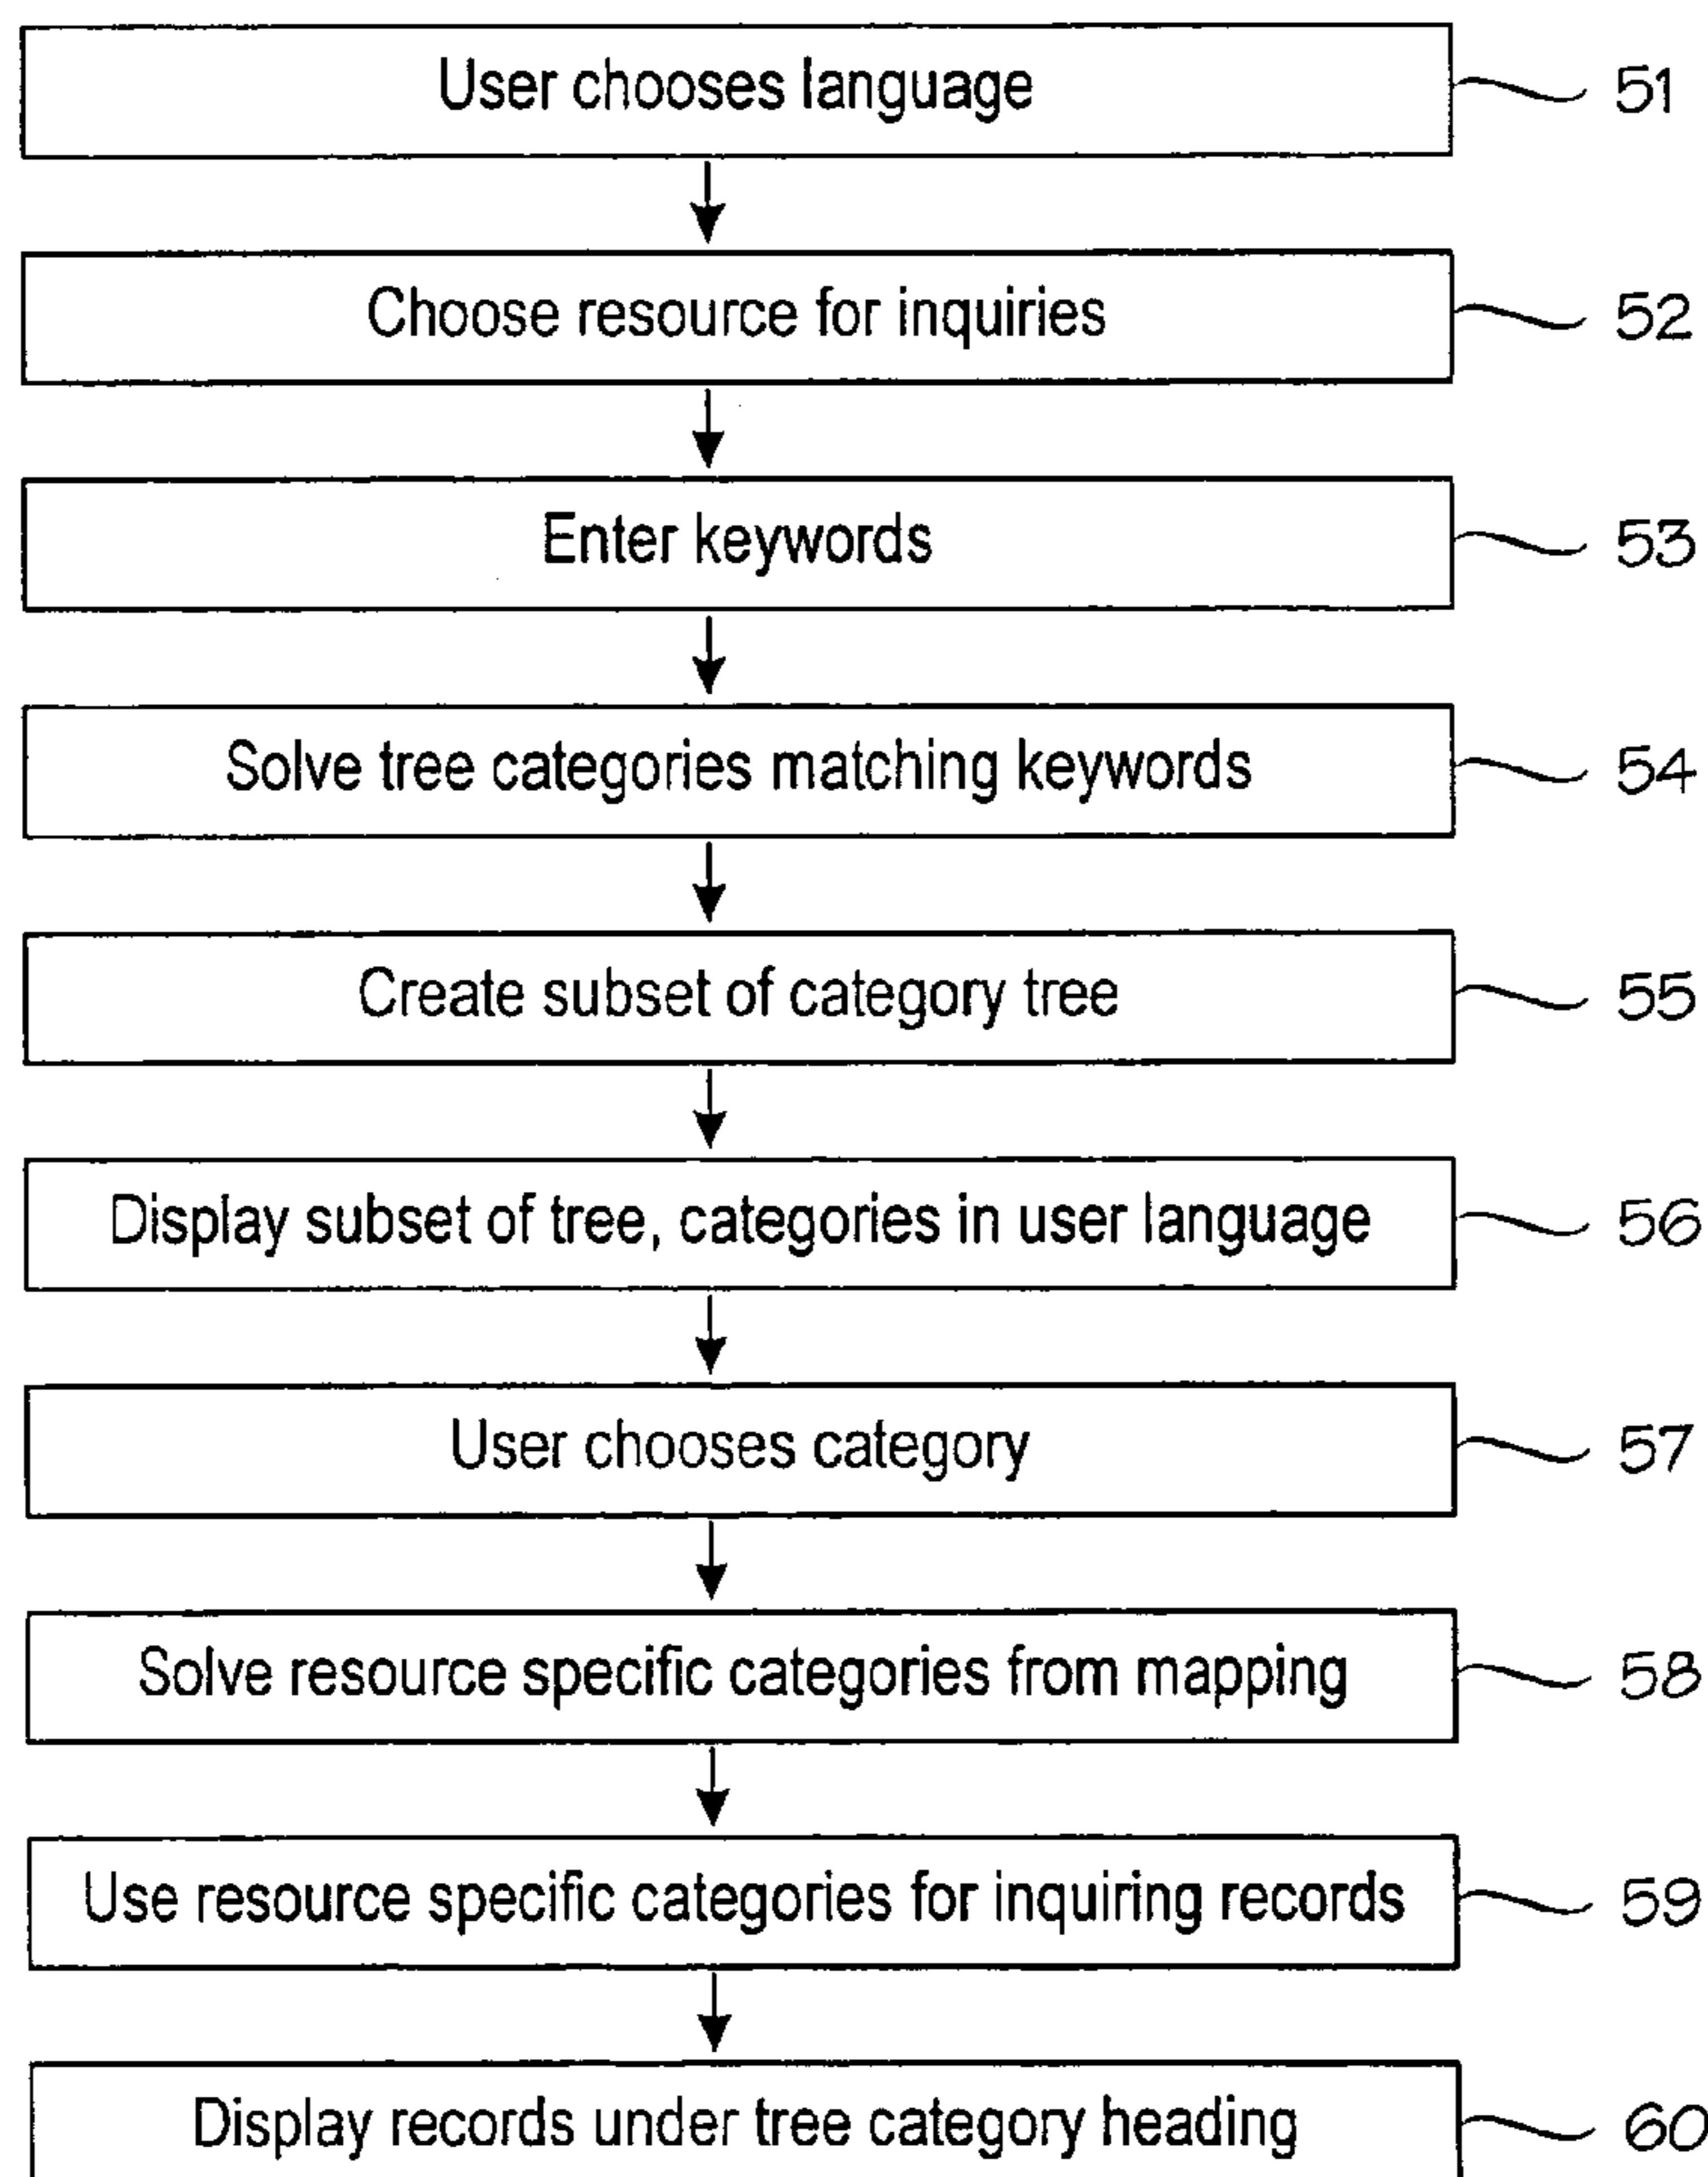 User chooses language 51
Choose resource for inquiries 52
Enter keywords 53
Solve tree categories matching keywords 54
Create subset of category tree 55
Display subset of tree, categories in user language 56
User chooses category 57
Solve resource specific categories from mapping 58
Use resource specific categories for inquiring records 59
Display records under tree category heading 60